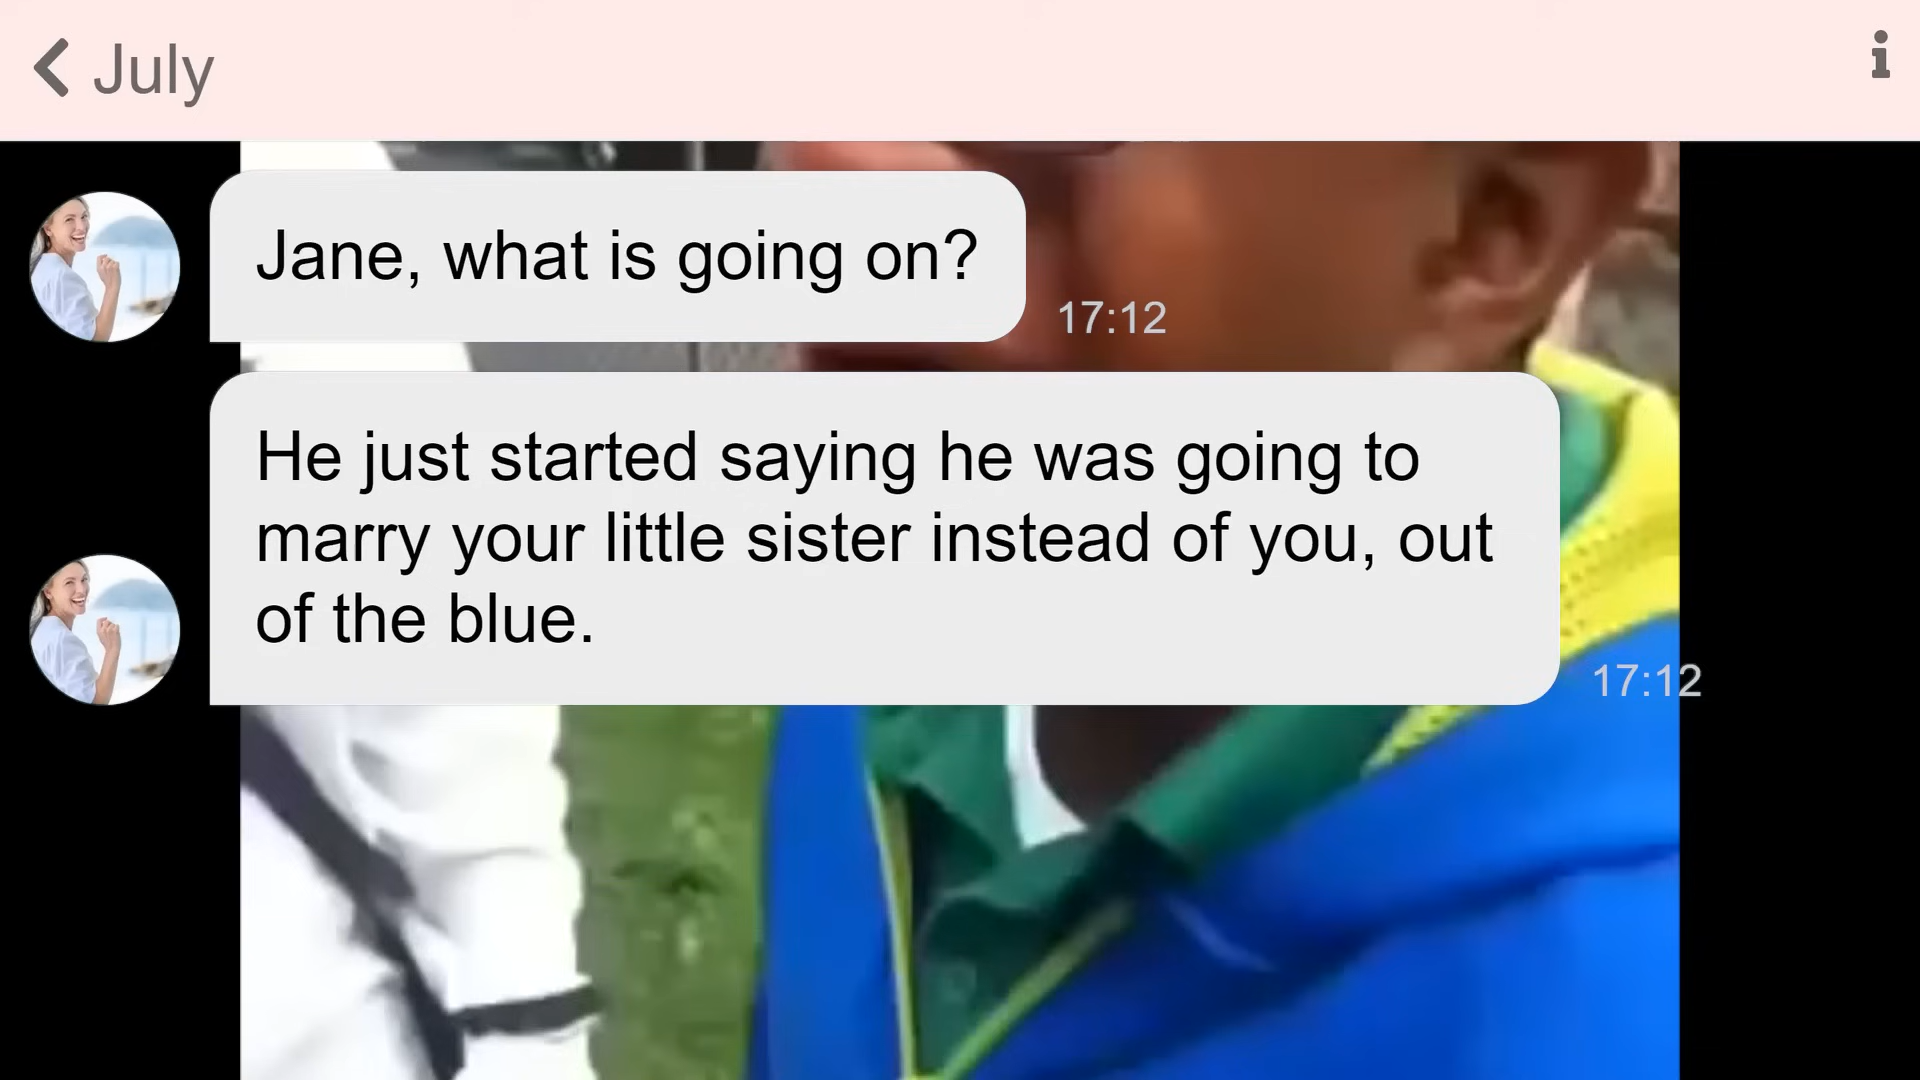 July
Jane, what is going on?
17:12
He just started saying he was going to
marry your little sister instead of you, out
of the blue.
17:12